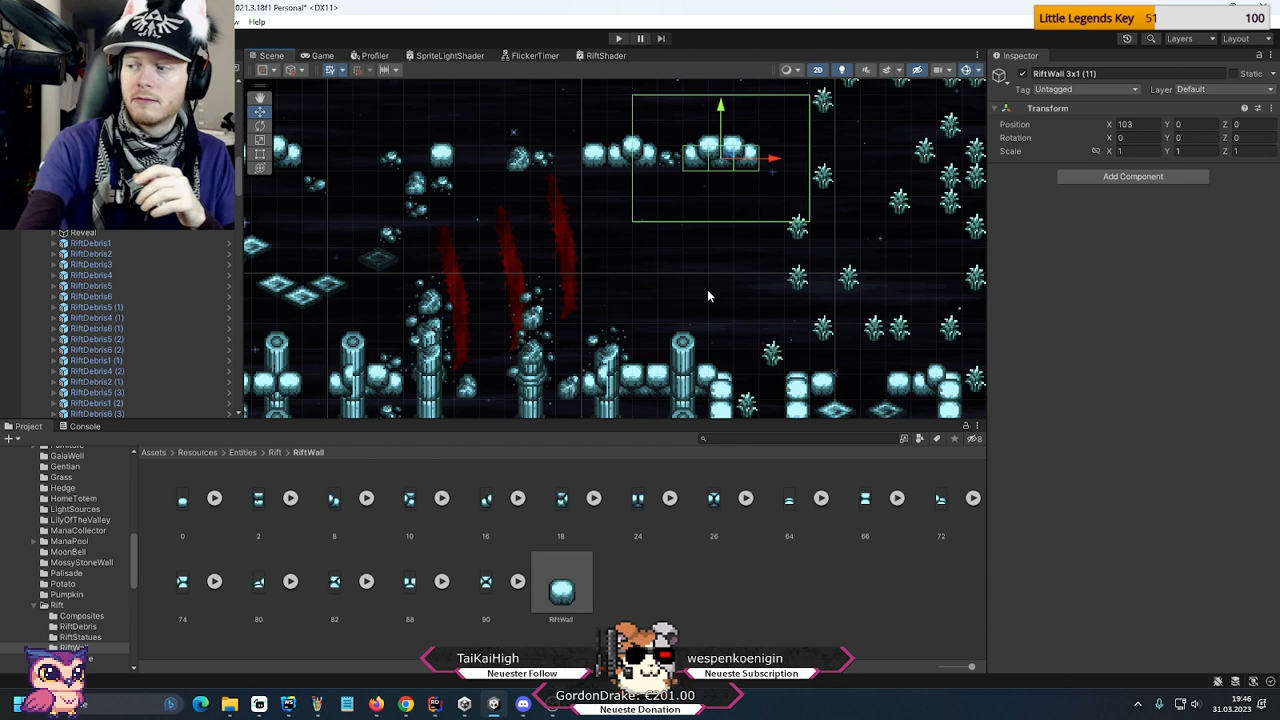 2021.3.18f1 Personal* <DX11>
Help
Little Legends Key 51 100
Layers Layout
Scene Game Profiler SpriteLightShader FlickerTimer RiftShader
2D
Inspector
RiftWall 3x1 (11) Static
Tag Untagged Layer Default
Transform
Position X 103 Y 0 Z 0
Rotation X 0 Y 0 Z 0
Scale X 1 Y 1 Z 1
Add Component
Reveal
RiftDebris1
RiftDebris2
RiftDebris3
RiftDebris4
RiftDebris5
RiftDebris6
RiftDebris5 (1)
RiftDebris4 (1)
RiftDebris6 (1)
RiftDebris5 (2)
RiftDebris6 (2)
RiftDebris1 (1)
RiftDebris4 (2)
RiftDebris2 (1)
RiftDebris5 (3)
RiftDebris1 (2)
RiftDebris6 (3)
Project Console
8
Assets > Resources > Entities > Rift > RiftWall
GaiaWell
Gentian
Grass
Hedge
HomeTotem
LightSources
LilyOfTheValley
ManaCollector
ManaPool
MoonBell
MossyStoneWall
Palisade
Potato
Pumpkin
Rift
Composites
RiftDebris
RiftStatues
0 2 8 10 16 18 24 26 64 66 72
74 80 82 88 90 RiftWall
TaiKaiHigh
Neuester Follow
wespenkoenigin
Neueste Subscription
GordonDrake: €201.00
Neueste Donation
19:46
31.03.2023